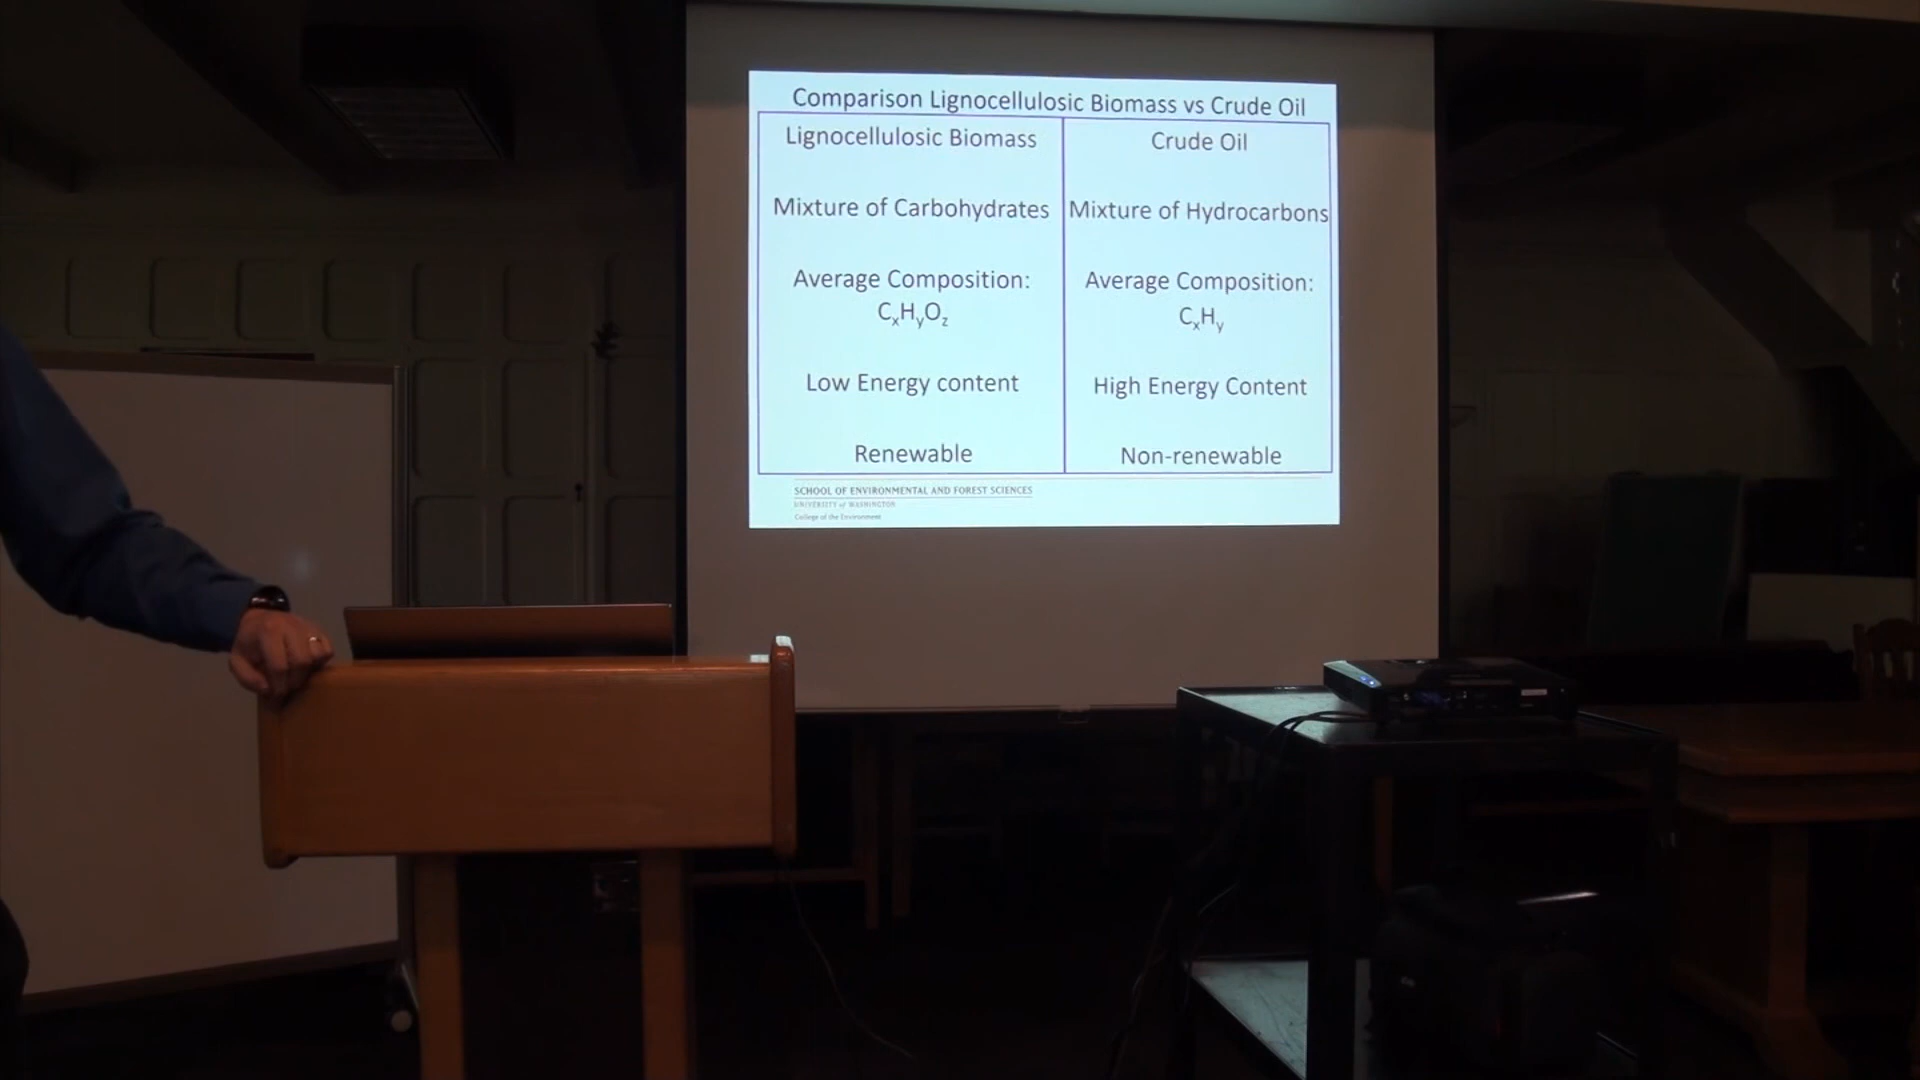 Comparison Lignocellulosic Biomass vs Crude Oil
Lignocellulosic Biomass
Mixture of Carbohydrates
Average Composition:
CxHyOz
Low Energy content
Renewable
Crude Oil
Mixture of Hydrocarbons
Average Composition:
CxHy
High Energy Content
Non-renewable
SCHOOL OF ENVIRONMENTAL AND FOREST SCIENCES
UNIVERSITY of WASHINGTON
College of the Environment